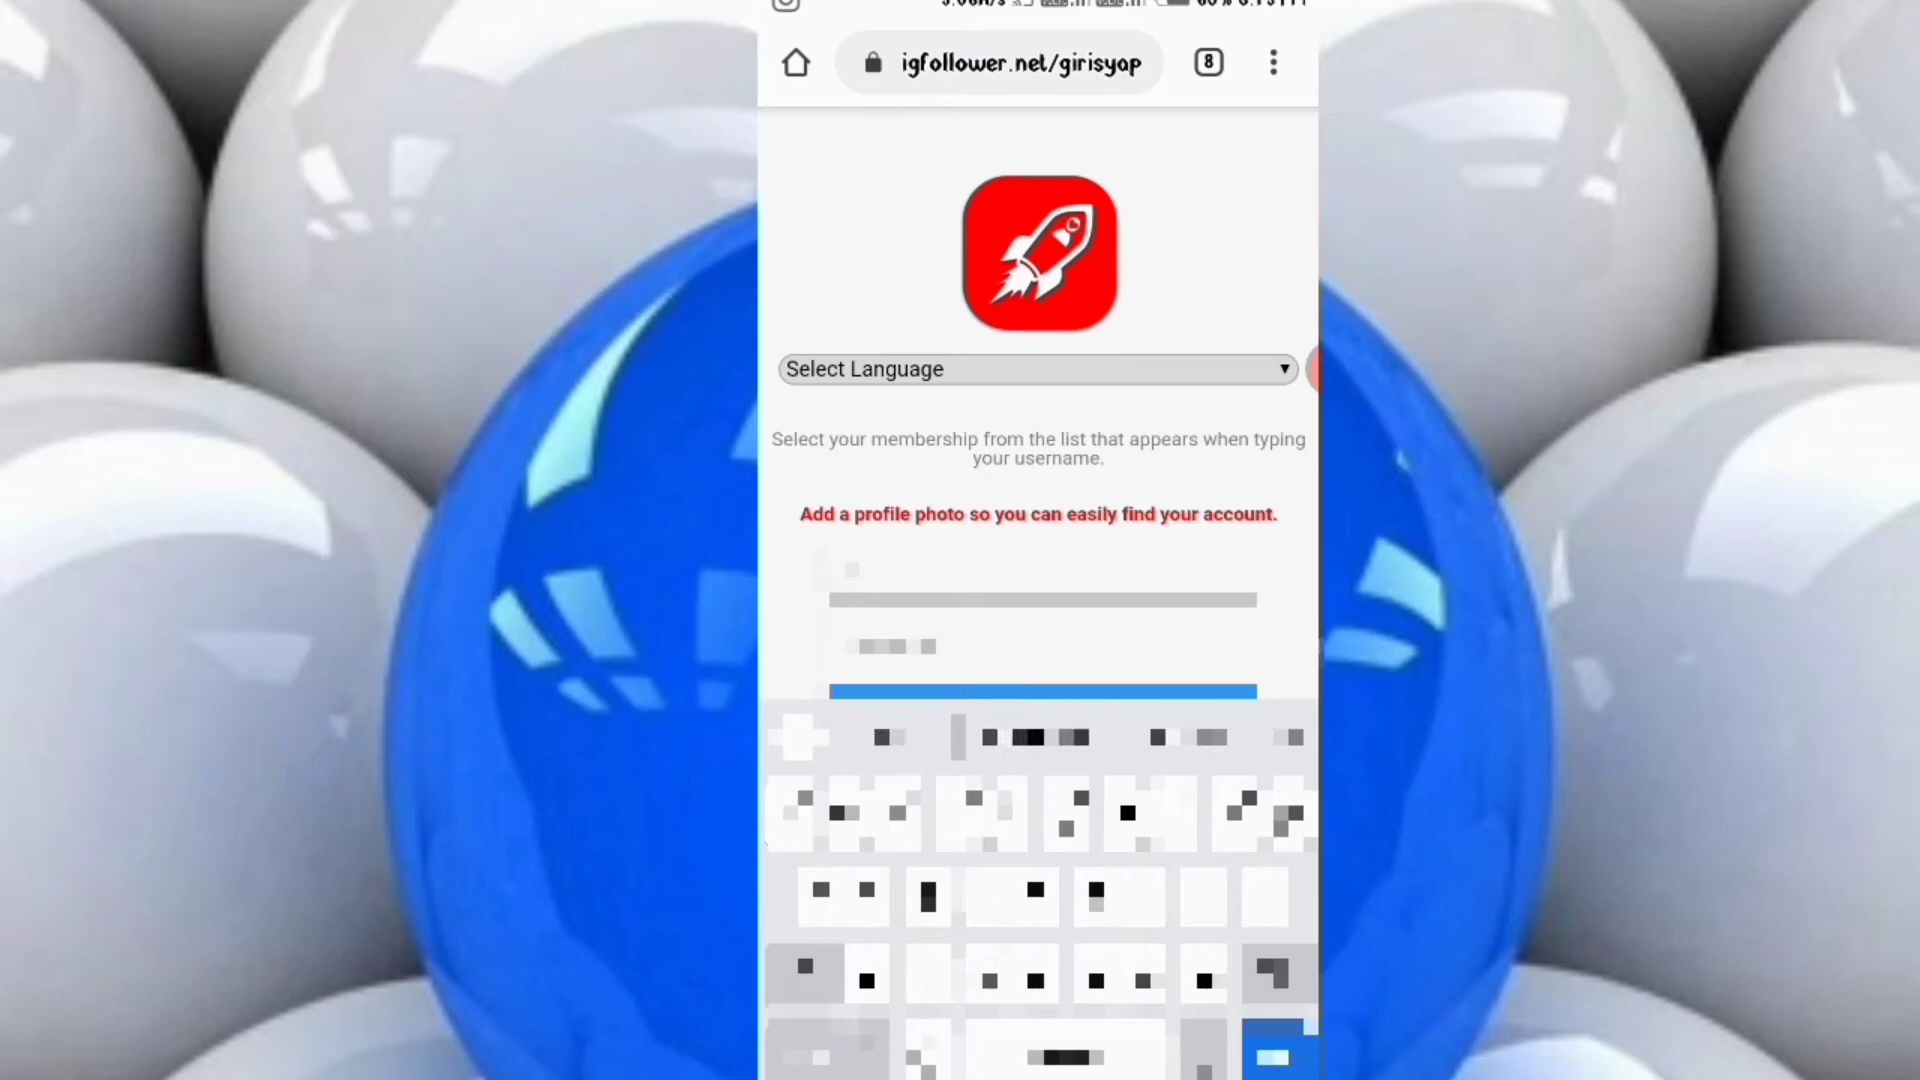 igfollower.net/girisyap
8
Select Language
Select your membership from the list that appears when typing
your username.
Add a profile photo so you can easily find your account.